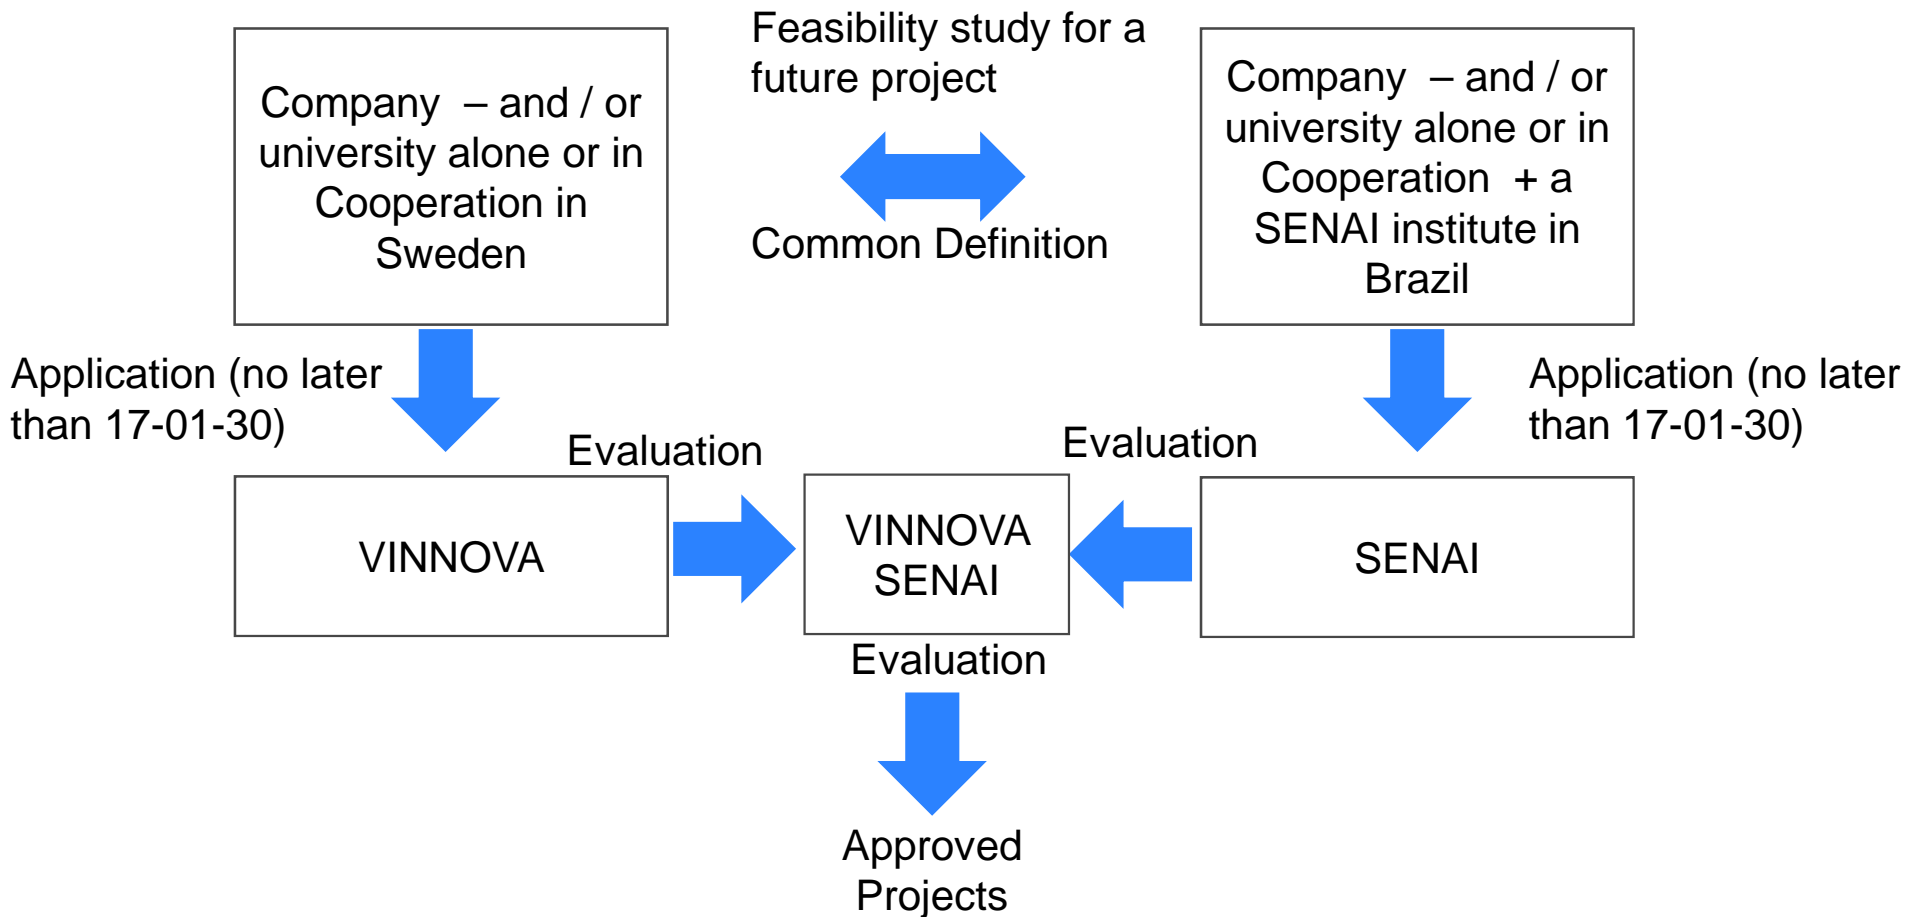 Company – and / or
university alone or in
Cooperation in
Sweden
Feasibility study for a
future project
Common Definition
Company – and / or
university alone or in
Cooperation + a
SENAI institute in
Brazil
Application (no later
than 17-01-30)
Application (no later
than 17-01-30)
Evaluation
Evaluation
VINNOVA
VINNOVA
SENAI
SENAI
Evaluation
Approved
Projects